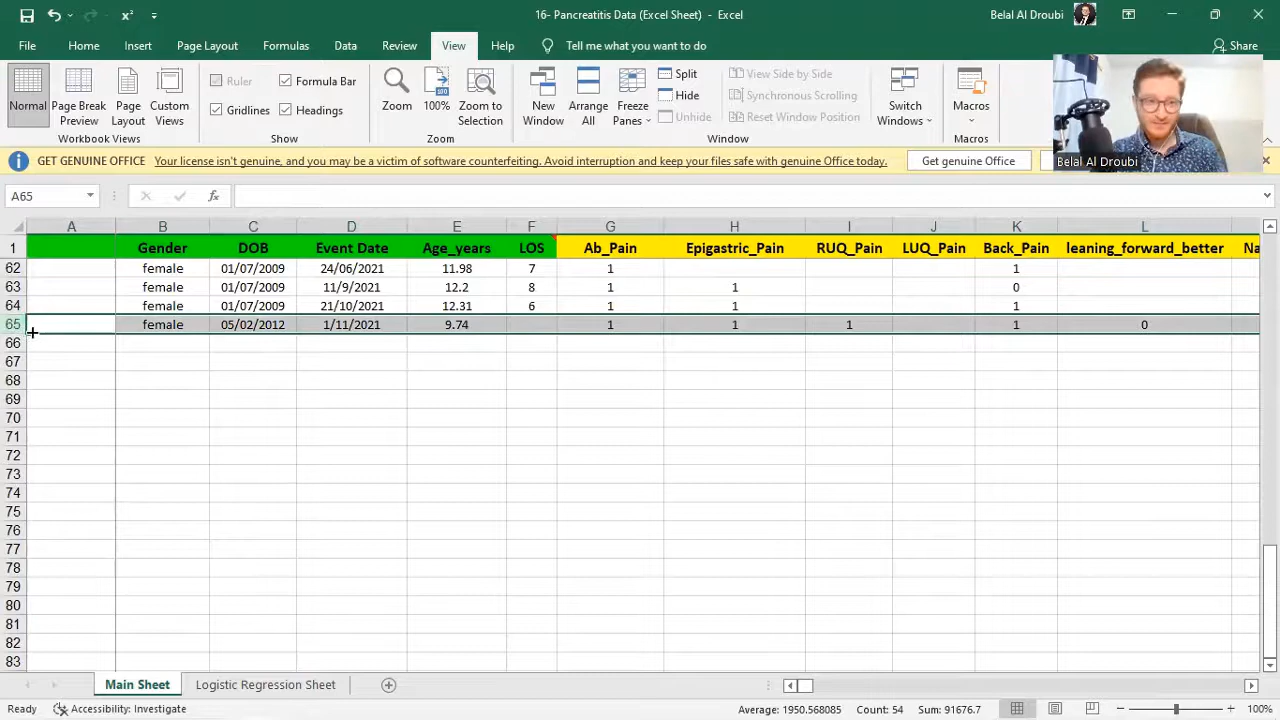 16- Pancreatitis Data (Excel Sheet) - Excel
Belal Al Droubi
File Home Insert Page Layout Formulas Data Review View Help Tell me what you want to do Share
Normal Page Break Preview Page Layout Custom Views
Ruler Formula Bar
Gridlines Headings
Zoom 100% Zoom to Selection
New Window Arrange All Freeze Panes
Split
Hide
Unhide
View Side by Side
Synchronous Scrolling
Reset Window Position
Switch Windows Macros
Workbook Views Show Zoom Window Macros
Belal Al Droubi
GET GENUINE OFFICE Your license isn't genuine, and you may be a victim of software counterfeiting. Avoid interruption and keep your files safe with genuine Office today. Get genuine Office
A65 fx
A B C D E F G H I J K L
1 Gender DOB Event Date Age_years LOS Ab_Pain Epigastric_Pain RUQ_Pain LUQ_Pain Back_Pain leaning_forward_better Na
62 female 01/07/2009 24/06/2021 11.98 7 1 1
63 female 01/07/2009 11/9/2021 12.2 8 1 1 0
64 female 01/07/2009 21/10/2021 12.31 6 1 1 1
65 female 05/02/2012 1/11/2021 9.74 1 1 1 1 0
66
67
68
69
70
71
72
73
74
75
76
77
78
79
80
81
82
83
Main Sheet Logistic Regression Sheet
Ready Accessibility: Investigate Average: 1950.568085 Count: 54 Sum: 91676.7 100%